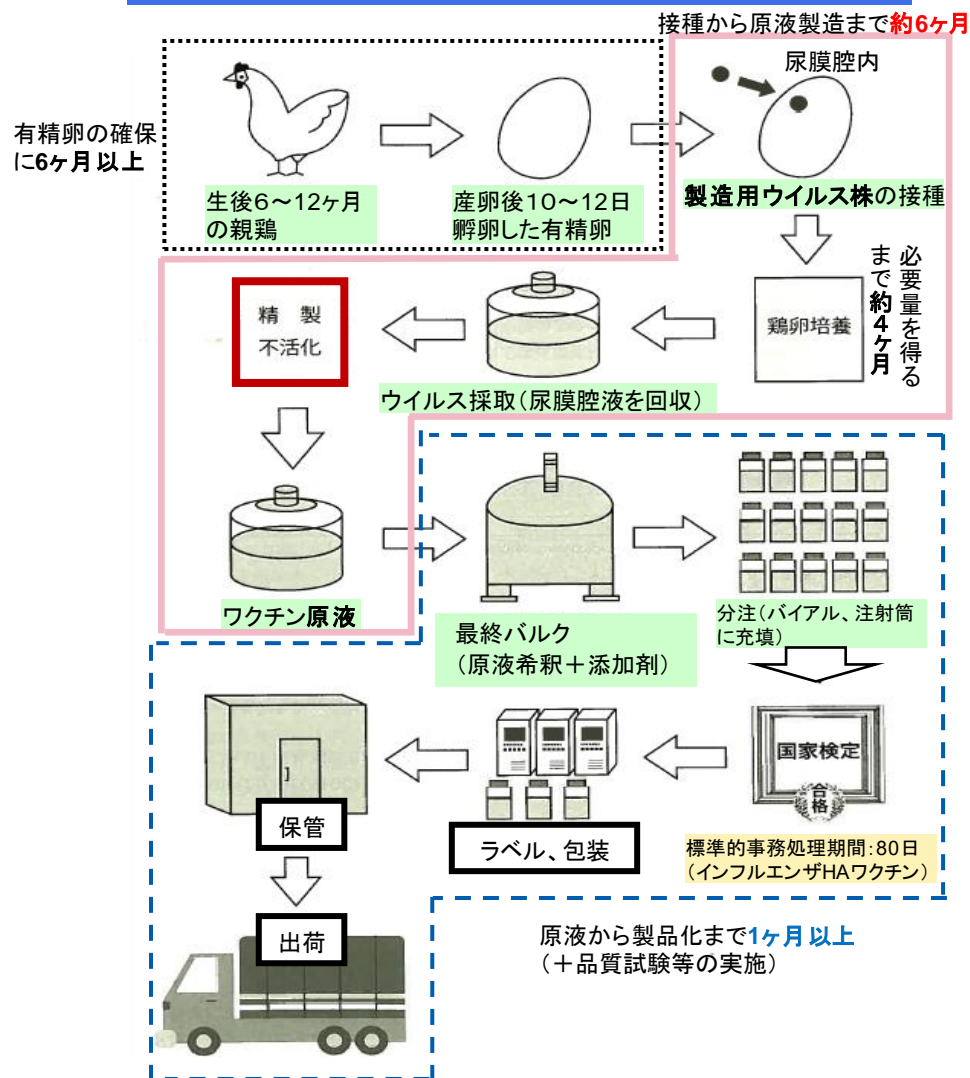 接種から原液製造まで約6ヶ月
有精卵の確保
に6ヶ月以上
生後6～12ヶ月
の親鶏
産卵後10～12日
孵卵した有精卵
尿膜腔内
製造用ウイルス株の接種
必要量を得る
まで約4ヶ月
鶏卵培養
ウイルス採取（尿膜腔液を回収）
精　製
不活化
ワクチン原液
最終バルク
（原液希釈＋添加剤）
分注（バイアル、注射筒
に充填）
国家検定
合格
標準的事務処理期間：80日
（インフルエンザHAワクチン）
ラベル、包装
保管
出荷
原液から製品化まで1ヶ月以上
（＋品質試験等の実施）